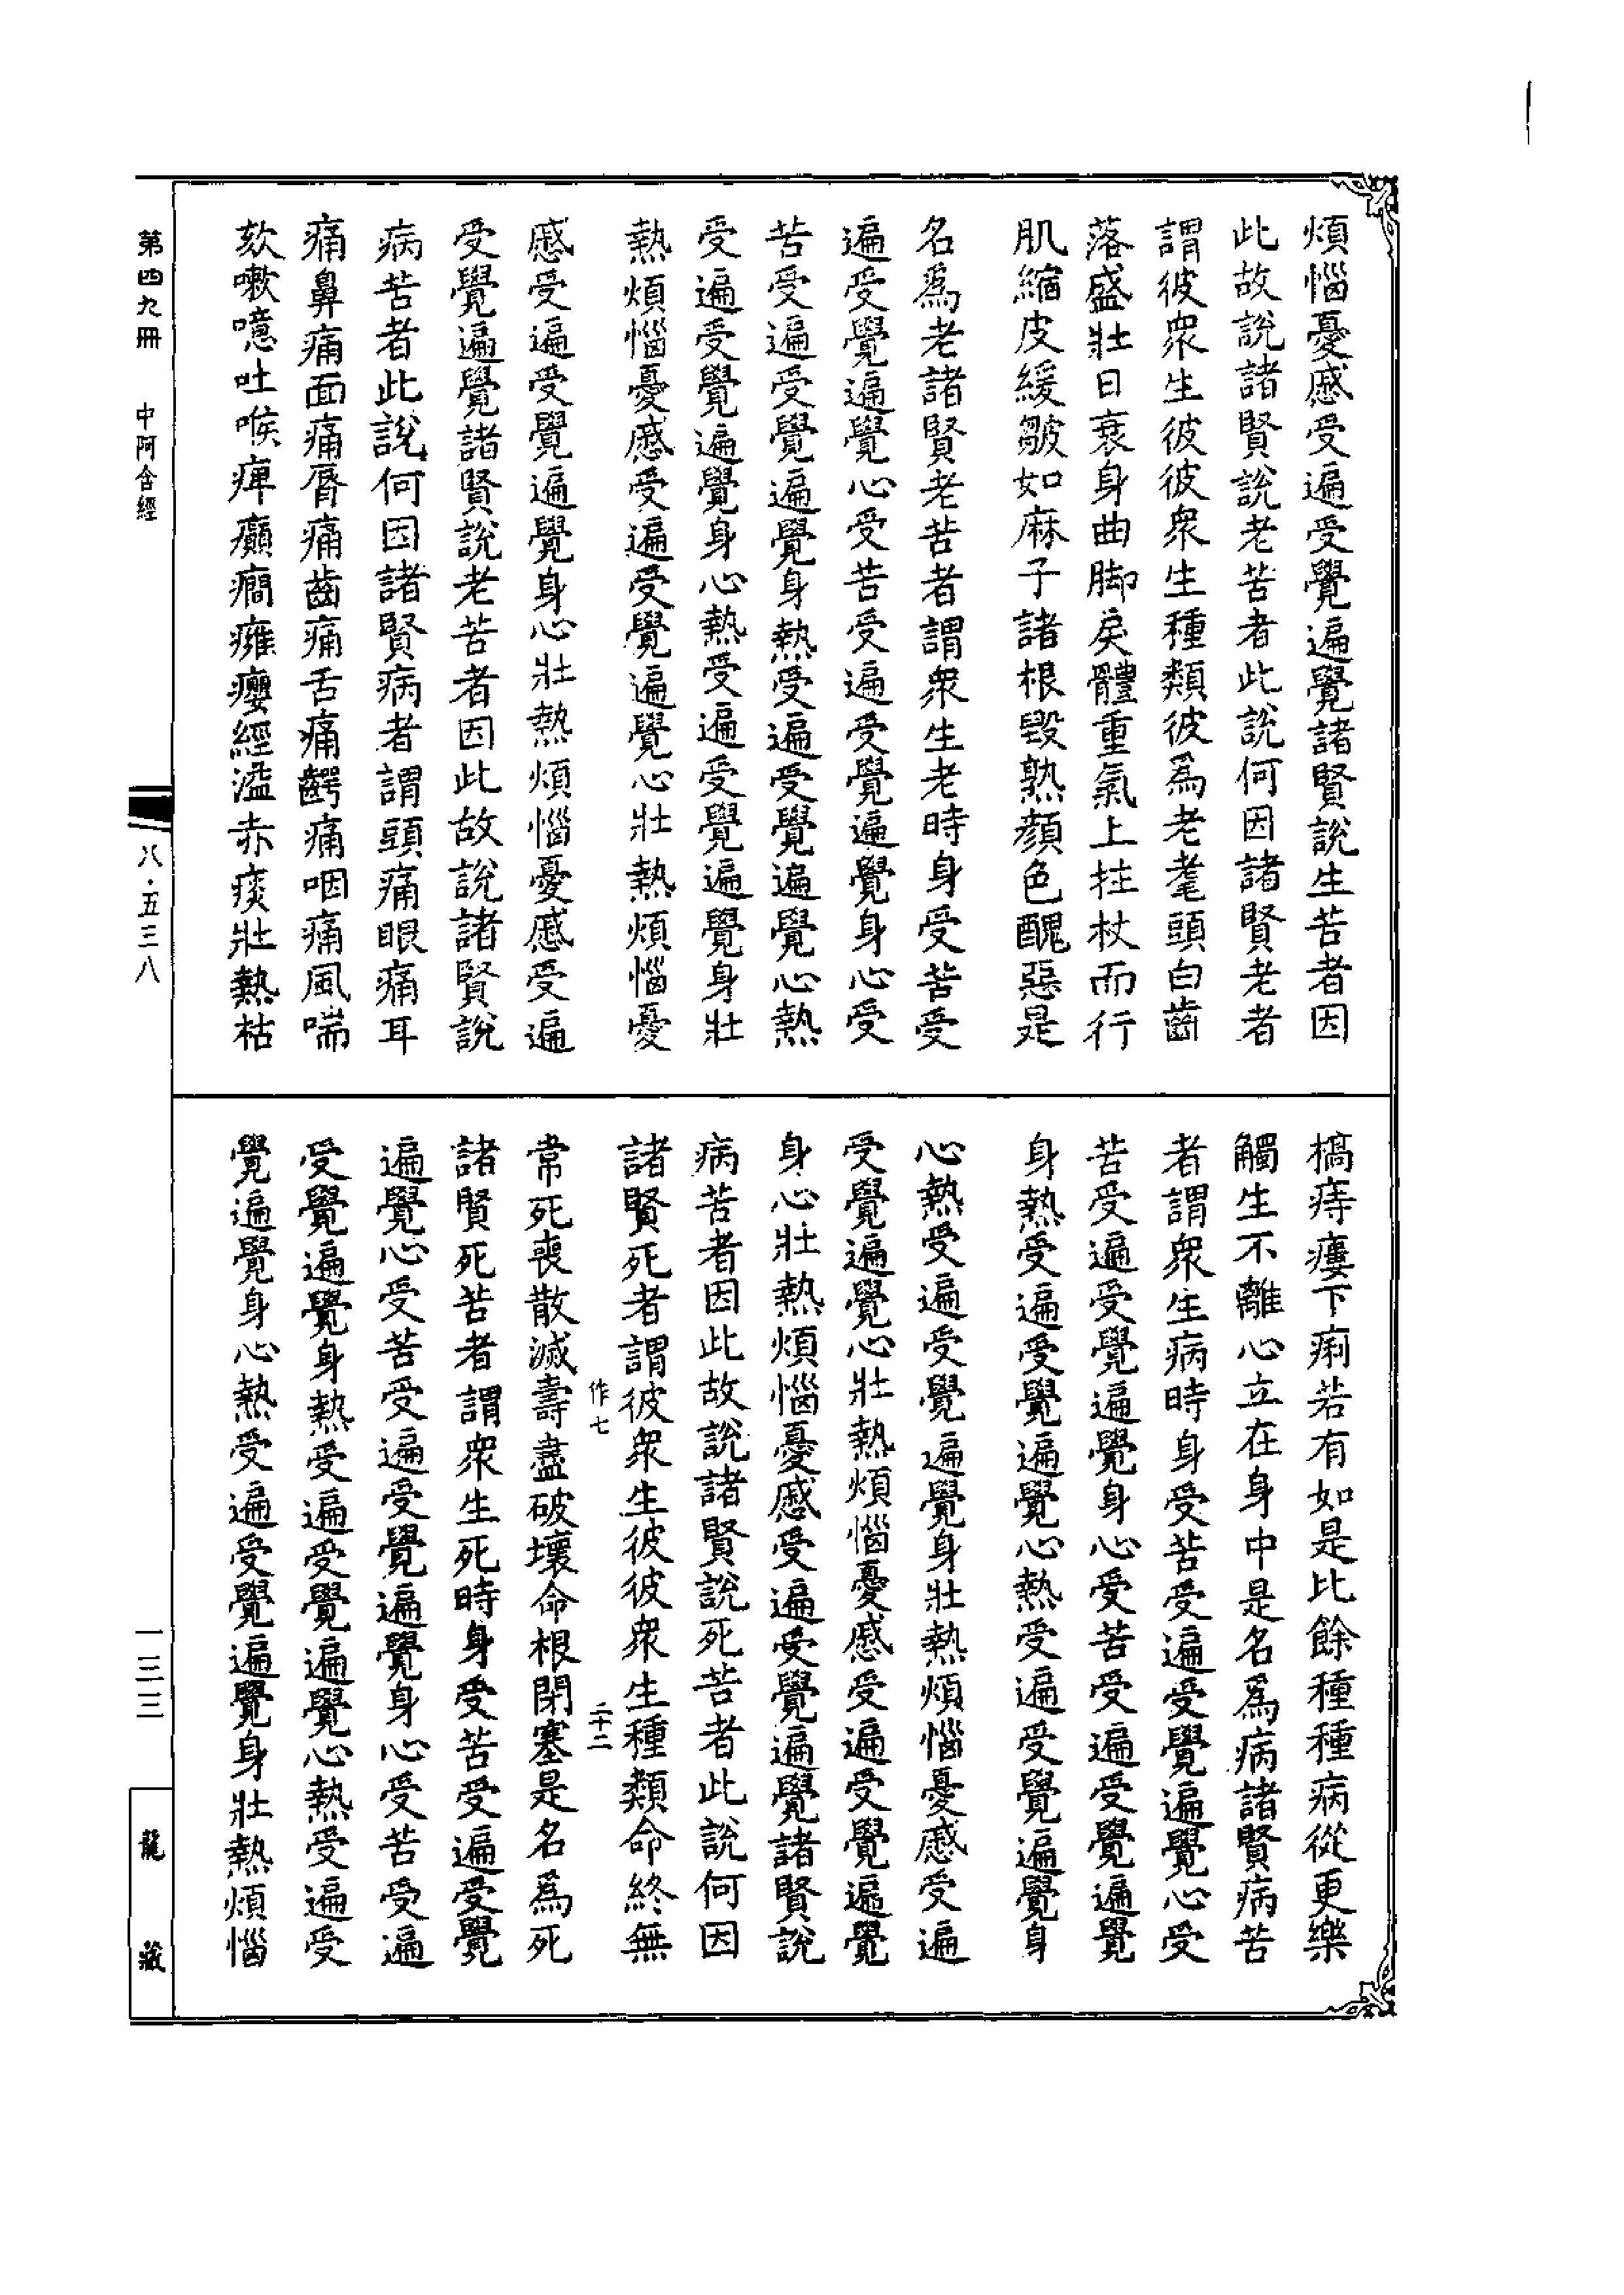 煩惱憂慼受遍受覺遍覺諸賢說生苦者因
此故說諸賢說老苦者此說何因諸賢老者
謂彼衆生彼彼衆生種類彼為老耄頭白齒
落盛壯日衰身曲脚戾體重氣上拄杖而行
肌縮皮緩皺如麻子諸根毀熟顏色醜惡是
名為老諸賢老苦者謂衆生老時身受苦受
遍受覺遍覺心受苦受遍受覺遍覺身心受
苦受遍受覺遍覺身熱受遍受覺遍覺心熱
受遍受覺遍覺身心熱受遍受覺遍覺身壯
熱煩惱憂慼受遍受覺遍覺心壯熱煩惱憂
慼受遍受覺遍覺身心壯熱煩惱憂慼受遍
受覺遍覺諸賢說老苦者因此故說諸賢說
病苦者此說何因諸賢病者謂頭痛眼痛耳
痛鼻痛面痛脣痛齒痛舌痛齶痛咽痛風喘
欬嗽噫吐喉痺癲癎癰癭經溢赤痰壯熱枯
槁痔瘻下痢若有如是比餘種種病從更樂
觸生不離心立在身中是名為病諸賢病苦
者謂衆生病時身受苦受遍受覺遍覺心受
苦受遍受覺遍覺身心受苦受遍受覺遍覺
身熱受遍受覺遍覺心熱受遍受覺遍覺身
心熱受遍受覺遍覺身壯熱煩惱憂慼受遍
受覺遍覺心壯熱煩惱憂慼受遍受覺遍覺
身心壯熱煩惱憂慼受遍受覺遍覺諸賢說
病苦者因此故說諸賢說死苦者此說何因
諸賢死者謂彼衆生彼彼衆生種類命終無
作七 二十二
常死喪散滅壽盡破壞命根閉塞是名為死
諸賢死苦者謂衆生死時身受苦受遍受覺
遍覺心受苦受遍受覺遍覺身心受苦受遍
受覺遍覺身熱受遍受覺遍覺心熱受遍受
覺遍覺身心熱受遍受覺遍覺身壯熱煩惱
第四九冊 中阿含經
八·五三八
一三三
龍藏